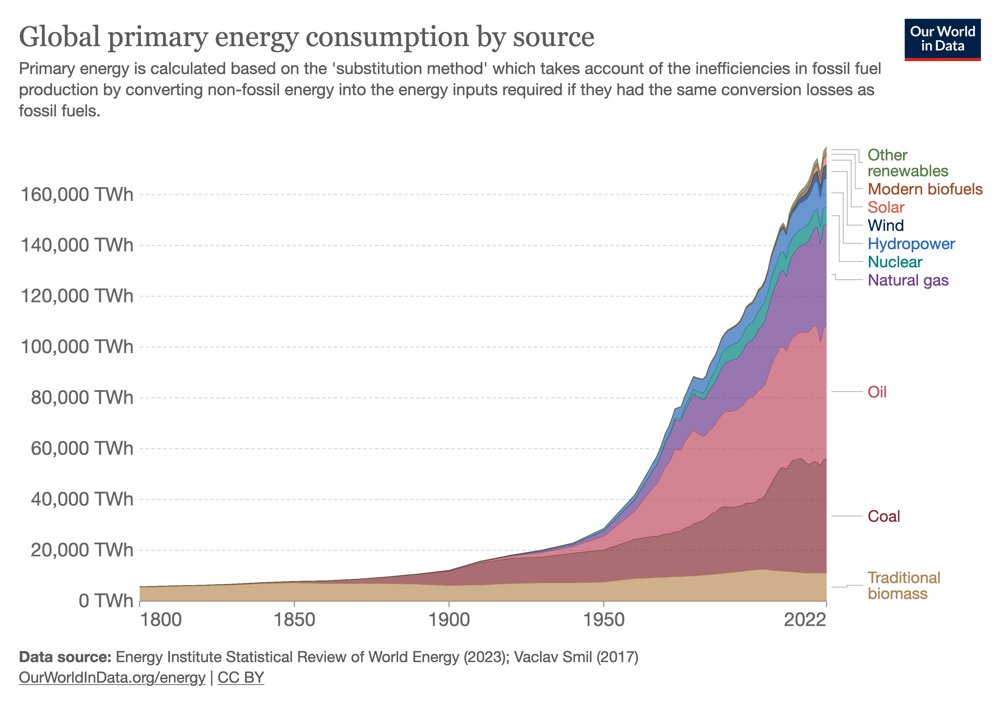 Global primary energy consumption by source
Our World
in Data
Primary energy is calculated based on the 'substitution method' which takes account of the inefficiencies in fossil fuel
production by converting non-fossil energy into the energy inputs required if they had the same conversion losses as
fossil fuels.
160,000 TWh
140,000 TWh
120,000 TWh
100,000 TWh
80,000 TWh
60,000 TWh
40,000 TWh
20,000 TWh
0 TWh
Other
renewables
Modern biofuels
Solar
Wind
Hydropower
Nuclear
Natural gas
Oil
Coal
Traditional
biomass
1800
1850
1900
1950
2022
Data source: Energy Institute Statistical Review of World Energy (2023); Vaclav Smil (2017)
OurWorldInData.org/energy | CC BY